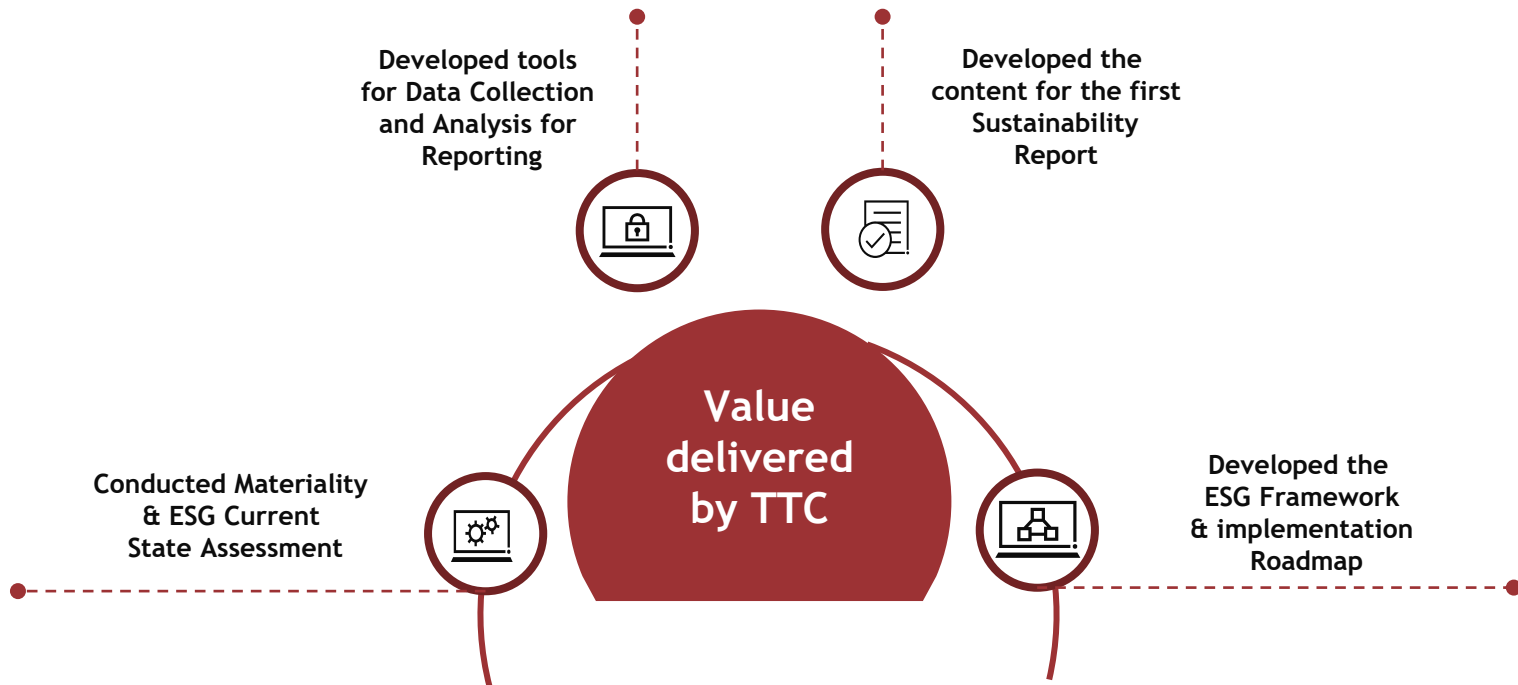 Developed tools
for Data Collection
and Analysis for
Reporting
Developed the
content for the first
Sustainability
Report
Value
delivered
by TTC
Conducted Materiality
& ESG Current
State Assessment
Developed the
ESG Framework
& implementation
Roadmap